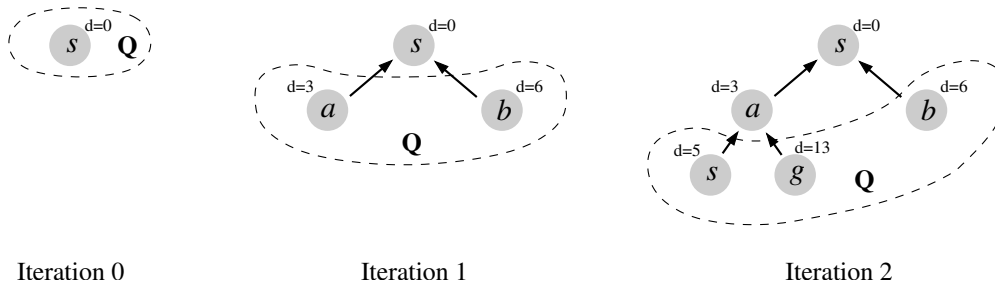 d=0
s
Q
Iteration 0
d=0
s
d=3
a
d=6
b
Q
Iteration 1
d=0
s
d=3
a
d=6
b
d=5
s
d=13
g
Q
Iteration 2